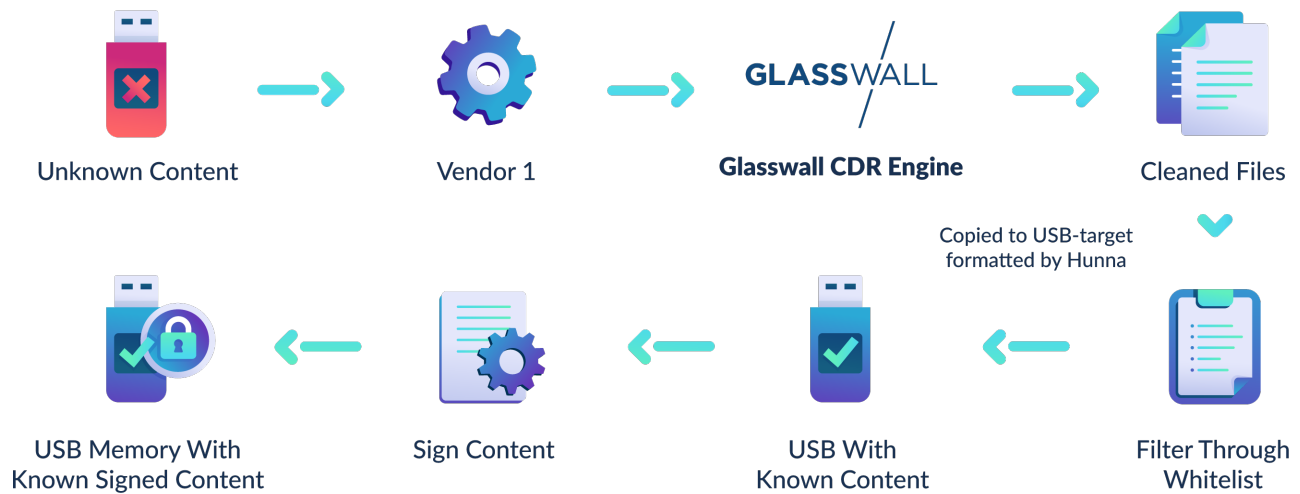 GLASSWALL
Unknown Content
Vendor 1
Glasswall CDR Engine
Cleaned Files
Copied to USB-target
formatted by Hunna
Filter Through
Whitelist
USB With
Known Content
Sign Content
USB Memory With
Known Signed Content